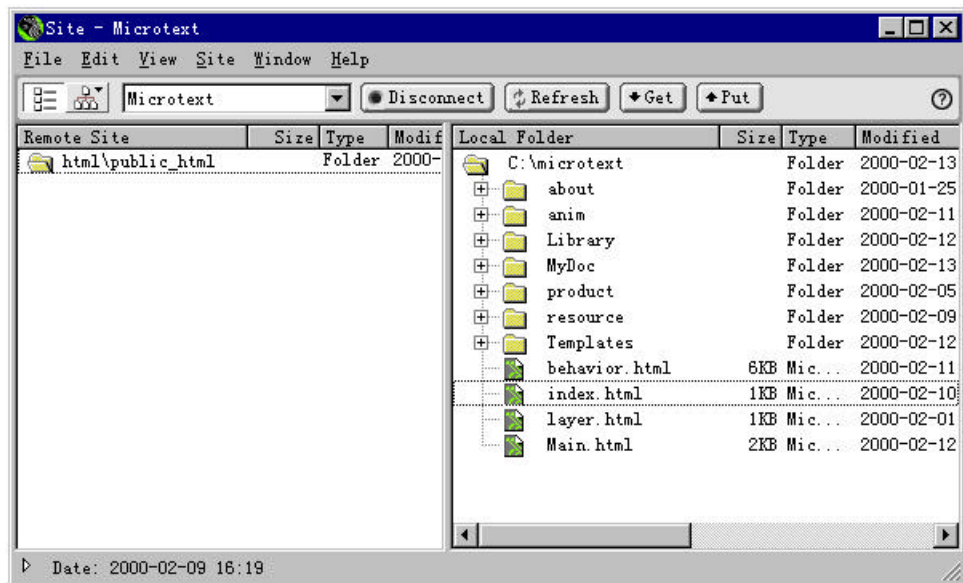 Site - Microtext
File Edit View Site Window Help
Microtext Disconnect Refresh Get Put
Remote Site Size Type Modif
html\public_html Folder 2000-
Local Folder Size Type Modified
C:\microtext Folder 2000-02-13
about Folder 2000-01-25
anim Folder 2000-02-11
Library Folder 2000-02-12
MyDoc Folder 2000-02-13
product Folder 2000-02-05
resource Folder 2000-02-09
Templates Folder 2000-02-12
behavior.html 6KB Mic... 2000-02-11
index.html 1KB Mic... 2000-02-10
layer.html 1KB Mic... 2000-02-01
Main.html 2KB Mic... 2000-02-12
Date: 2000-02-09 16:19